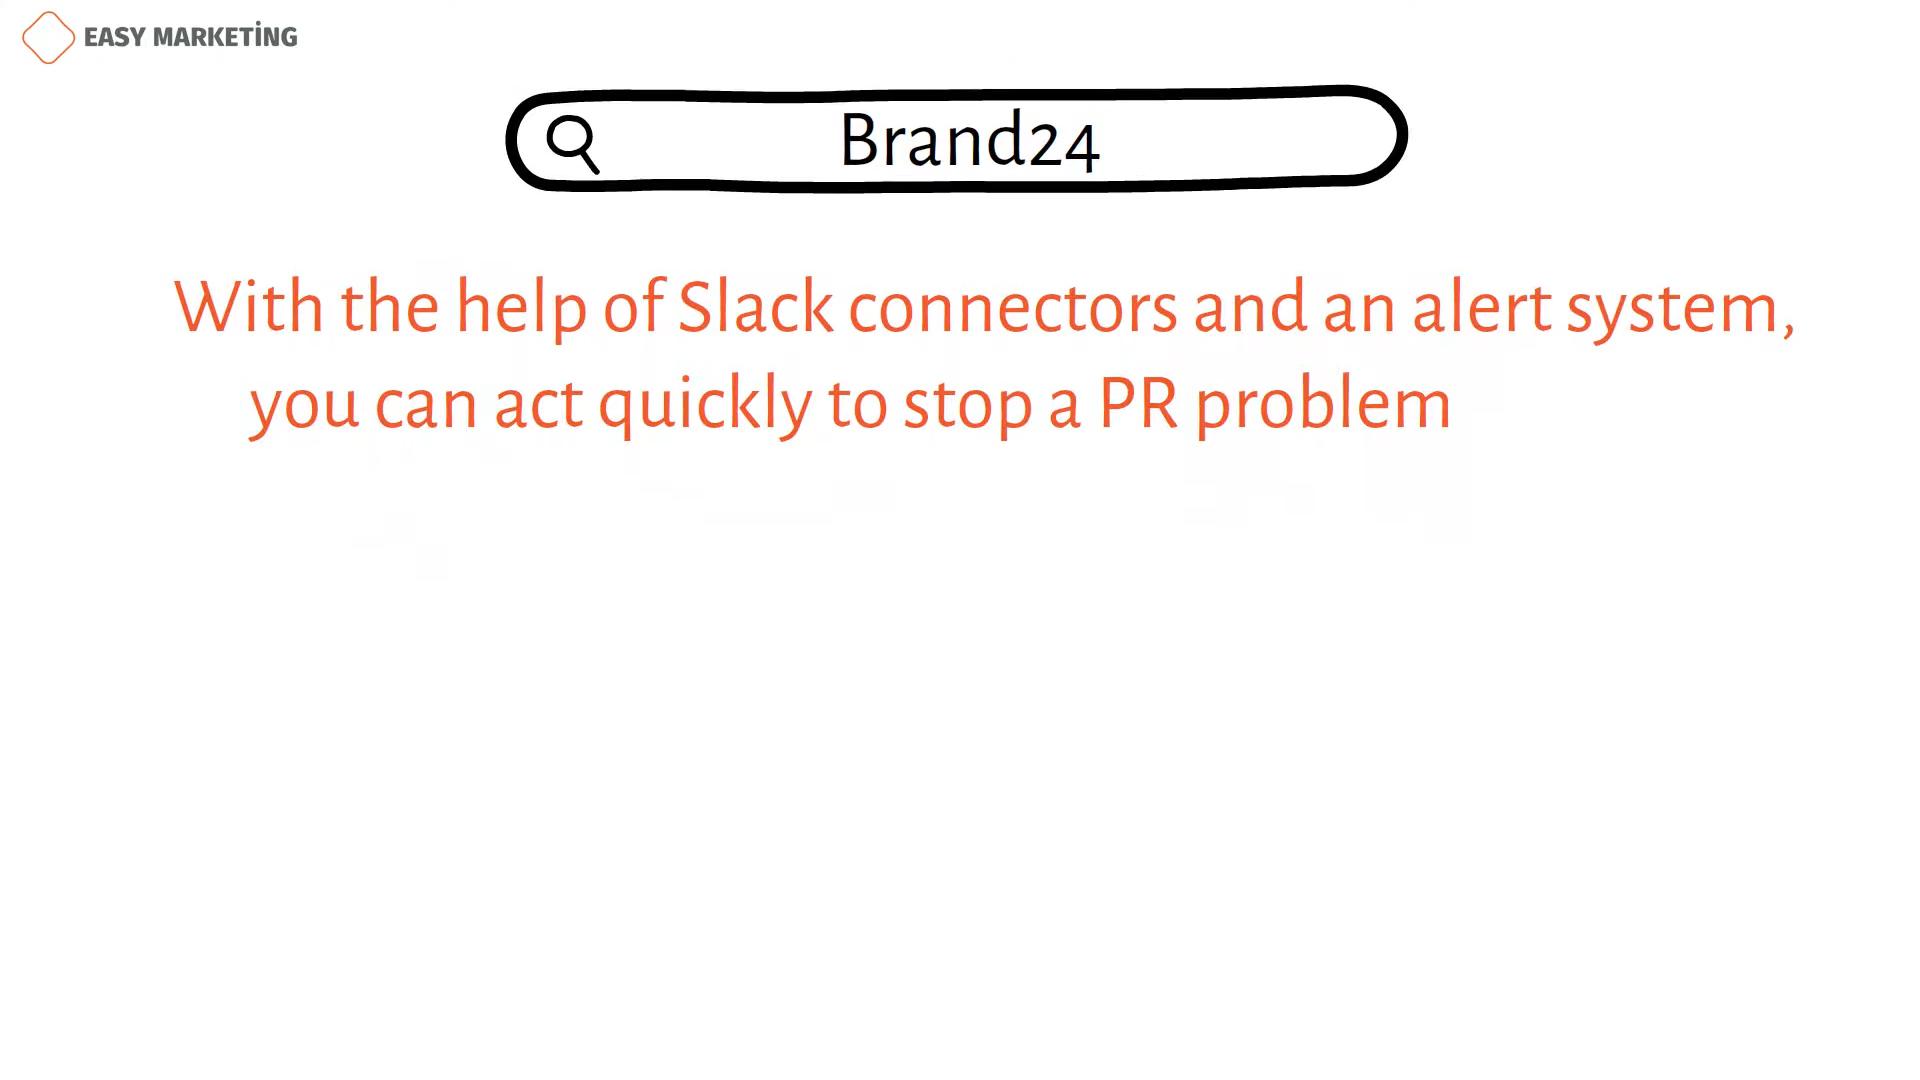 EASY MARKETİNG
Brand24
With the help of Slack connectors and an alert system,
you can act quickly to stop a PR problem